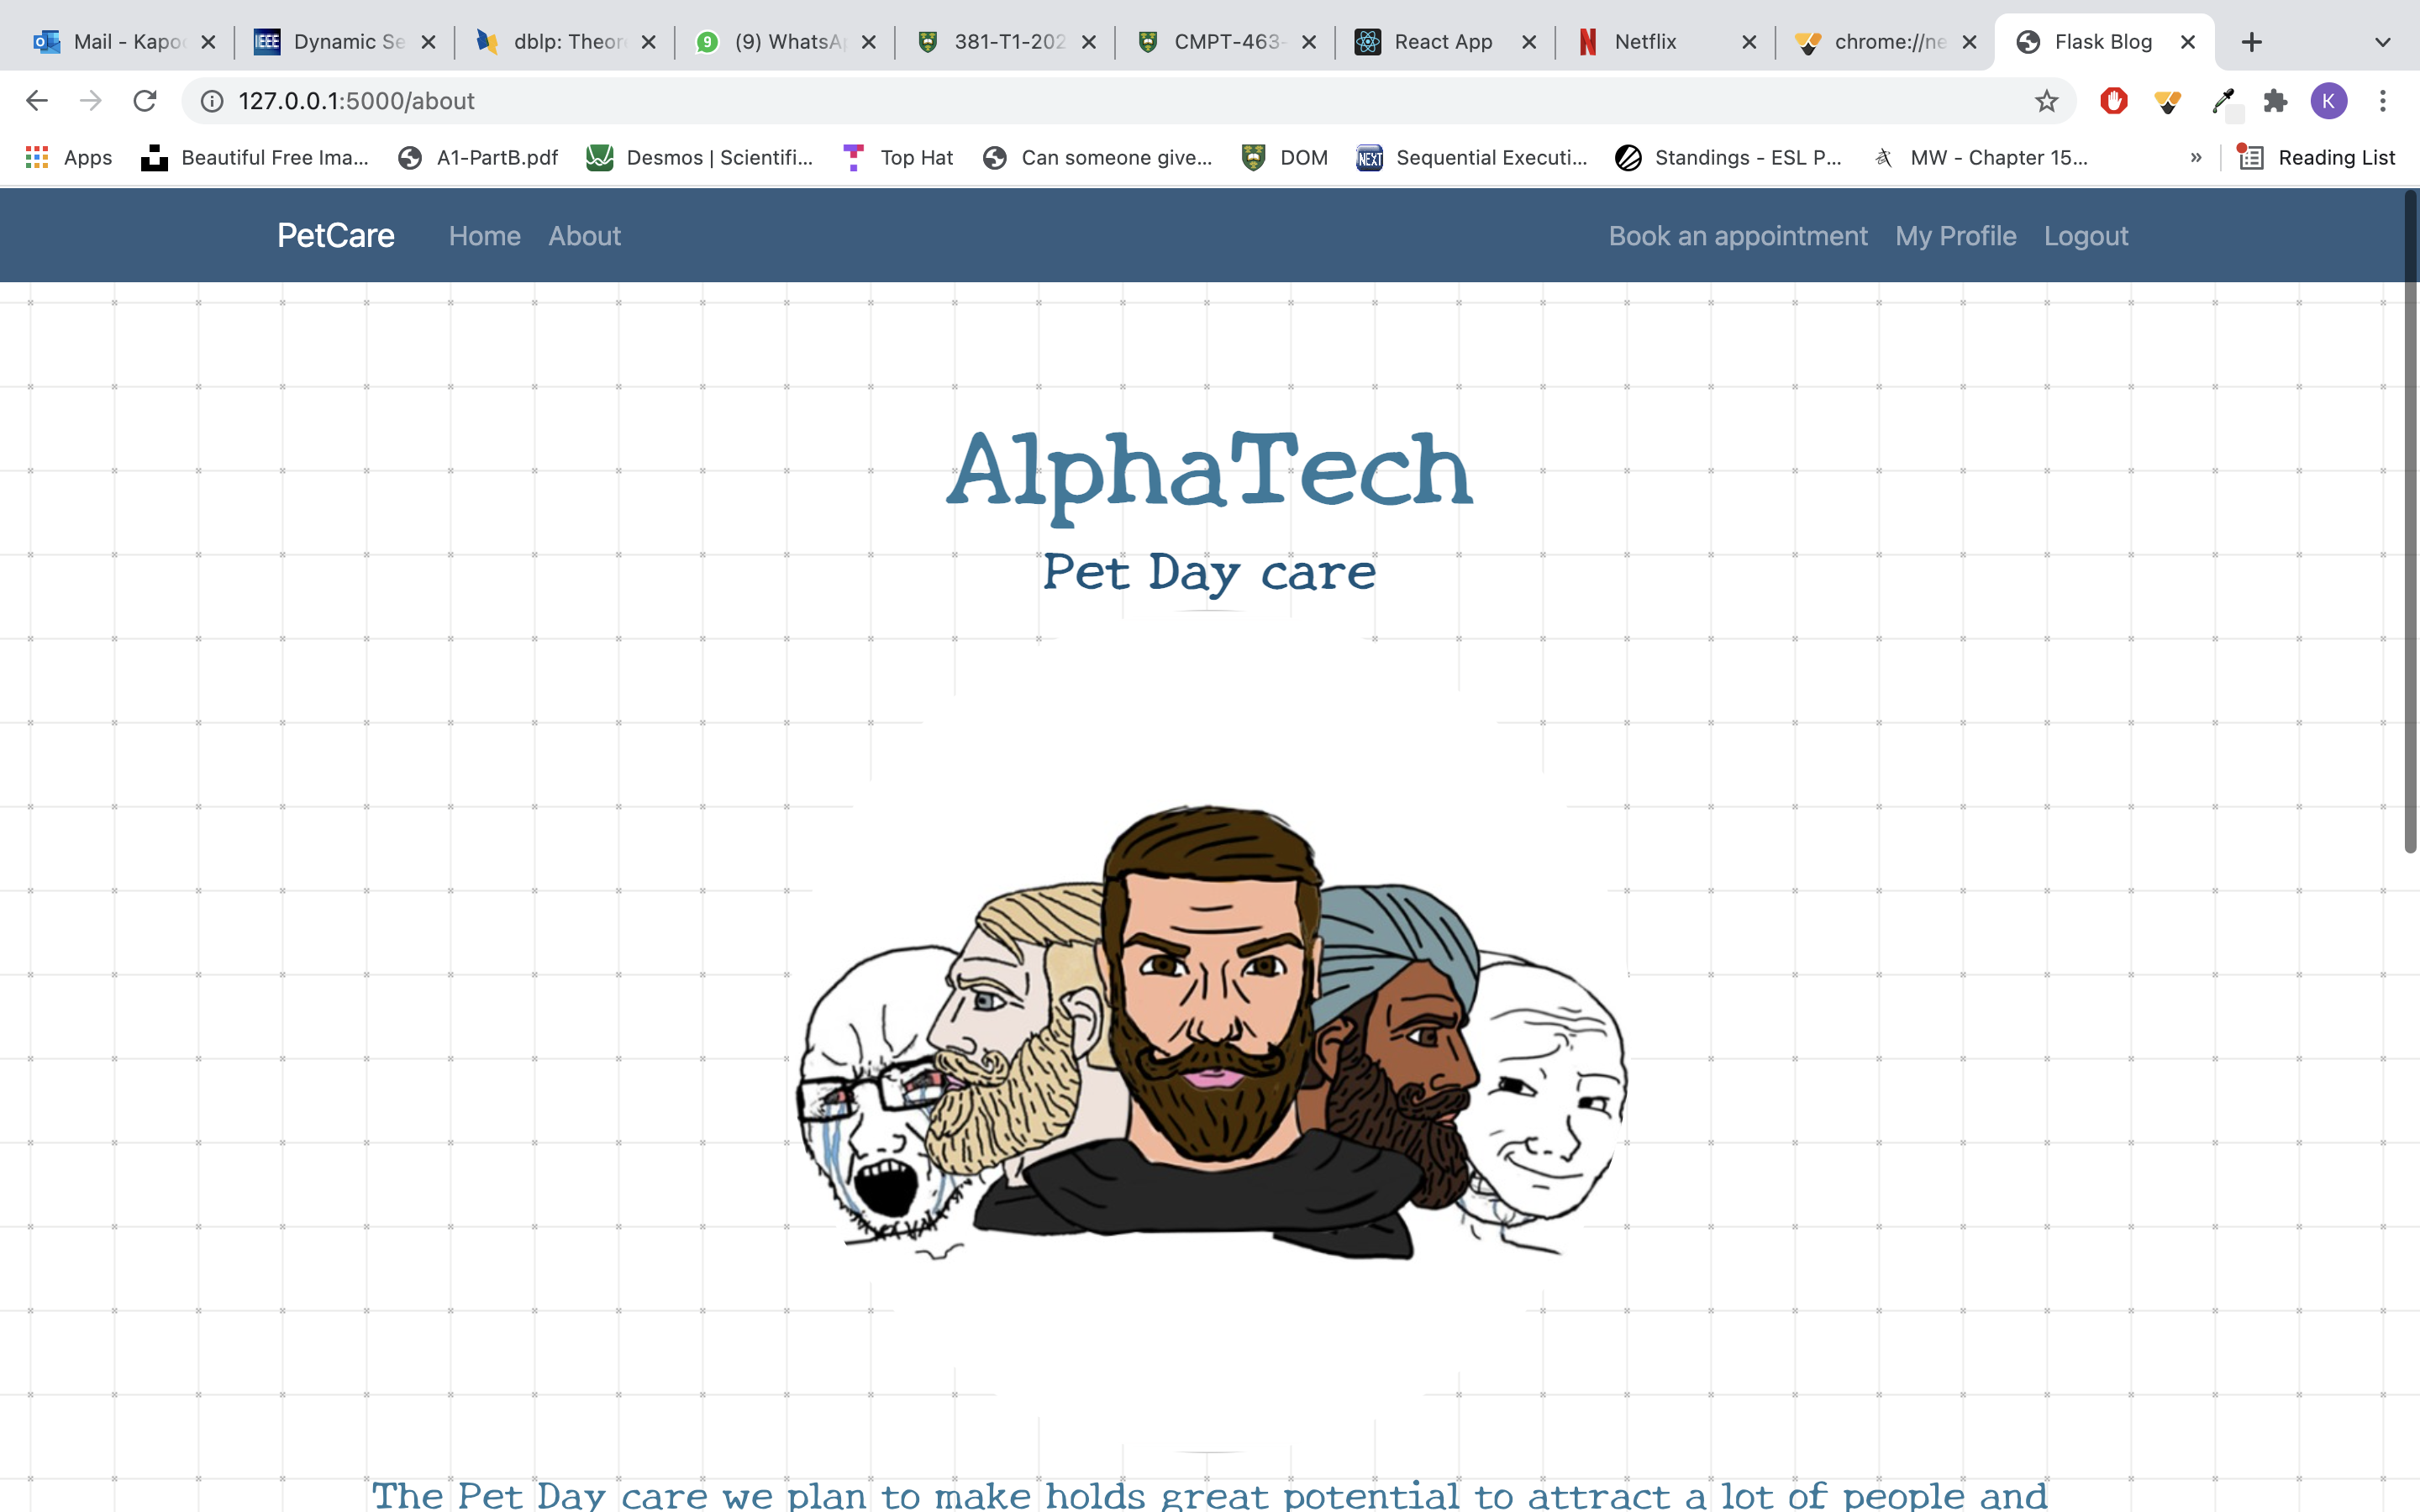 Mail - Kapo
Dynamic Se
dblp: Theor
(9) WhatsA
381-T1-202
CMPT-463-
React App
Netflix
chrome://ne
Flask Blog
127.0.0.1:5000/about
K
Apps
Beautiful Free Ima...
A1-PartB.pdf
Desmos | Scientifi...
Top Hat
Can someone give...
DOM
NEXT
Sequential Executi...
Standings - ESL P...
MW - Chapter 15...
Reading List
PetCare
Home
About
Book an appointment
My Profile
Logout
AlphaTech
Pet Day care
The Pet Day care we plan to make holds great potential to attract a lot of people and